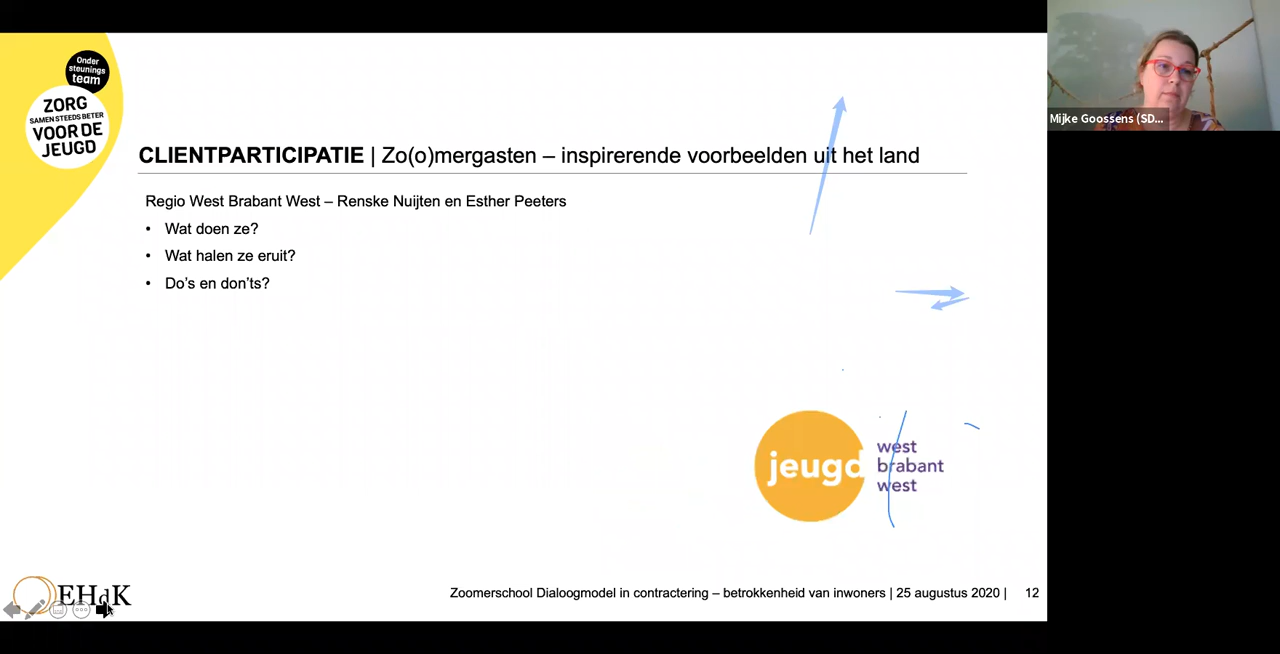 Onder
steunings
team
ZORG
SAMEN STEEDS BETER
VOOR DE
JEUGD
CLIENTPARTICIPATIE | Zo(o)mergasten – inspirerende voorbeelden uit het land
Regio West Brabant West – Renske Nuijten en Esther Peeters
• Wat doen ze?
• Wat halen ze eruit?
• Do’s en don’ts?
jeugd
west
brabant
west
EHdK
Zoomerschool Dialoogmodel in contractering – betrokkenheid van inwoners | 25 augustus 2020 | 12
Mijke Goossens (SD...